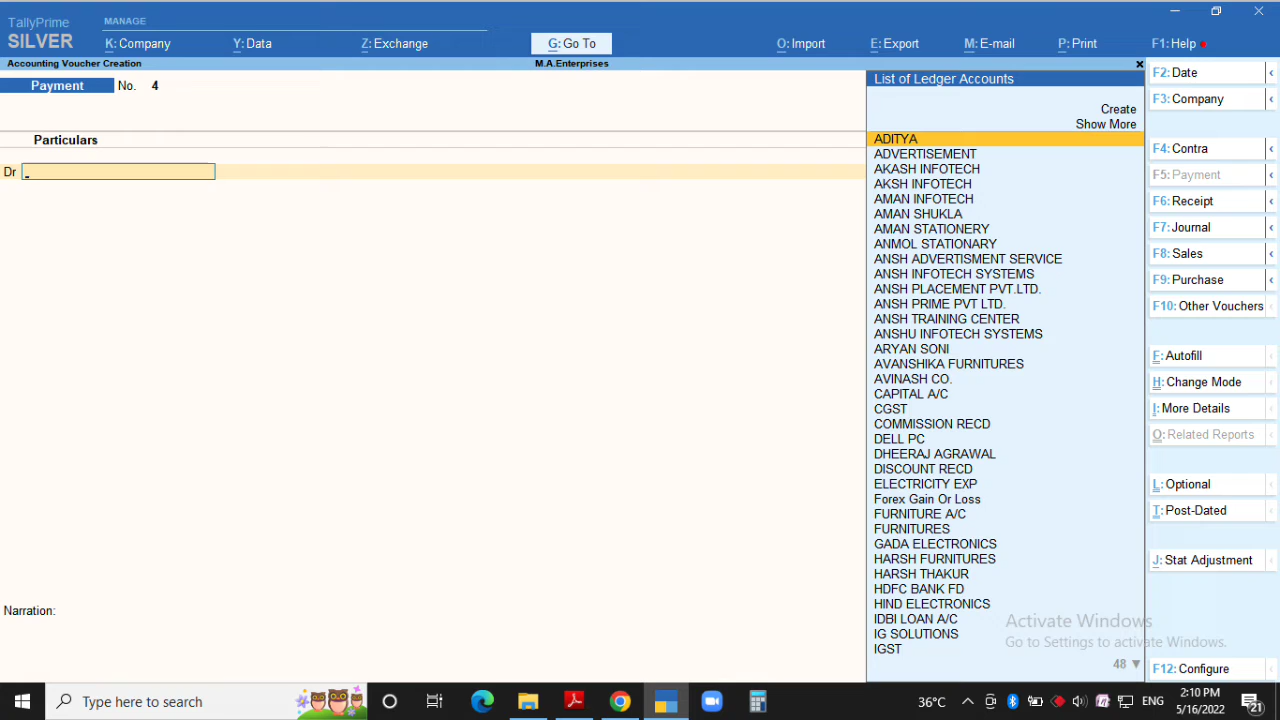 TallyPrime
MANAGE
SILVER
K: Company
Y: Data
Z: Exchange
G: Go To
O: Import
E: Export
M: E-mail
P: Print
F1: Help
Accounting Voucher Creation
M.A.Enterprises
×
Payment No. 4
Particulars
Dr
Narration:
List of Ledger Accounts
Create
Show More
ADITYA
ADVERTISEMENT
AKASH INFOTECH
AKSH INFOTECH
AMAN INFOTECH
AMAN SHUKLA
AMAN STATIONERY
ANMOL STATIONARY
ANSH ADVERTISMENT SERVICE
ANSH INFOTECH SYSTEMS
ANSH PLACEMENT PVT.LTD.
ANSH PRIME PVT LTD.
ANSH TRAINING CENTER
ANSHU INFOTECH SYSTEMS
ARYAN SONI
AVANSHIKA FURNITURES
AVINASH CO.
CAPITAL A/C
CGST
COMMISSION RECD
DELL PC
DHEERAJ AGRAWAL
DISCOUNT RECD
ELECTRICITY EXP
Forex Gain Or Loss
FURNITURE A/C
FURNITURES
GADA ELECTRONICS
HARSH FURNITURES
HARSH THAKUR
HDFC BANK FD
HIND ELECTRONICS
IDBI LOAN A/C
IG SOLUTIONS
IGST
48 ▼
F2: Date
F3: Company
F4: Contra
F5: Payment
F6: Receipt
F7: Journal
F8: Sales
F9: Purchase
F10: Other Vouchers
F: Autofill
H: Change Mode
I: More Details
O: Related Reports
L: Optional
T: Post-Dated
J: Stat Adjustment
F12: Configure
Activate Windows
Go to Settings to activate Windows.
Type here to search
36°C
ENG
2:10 PM
5/16/2022
21